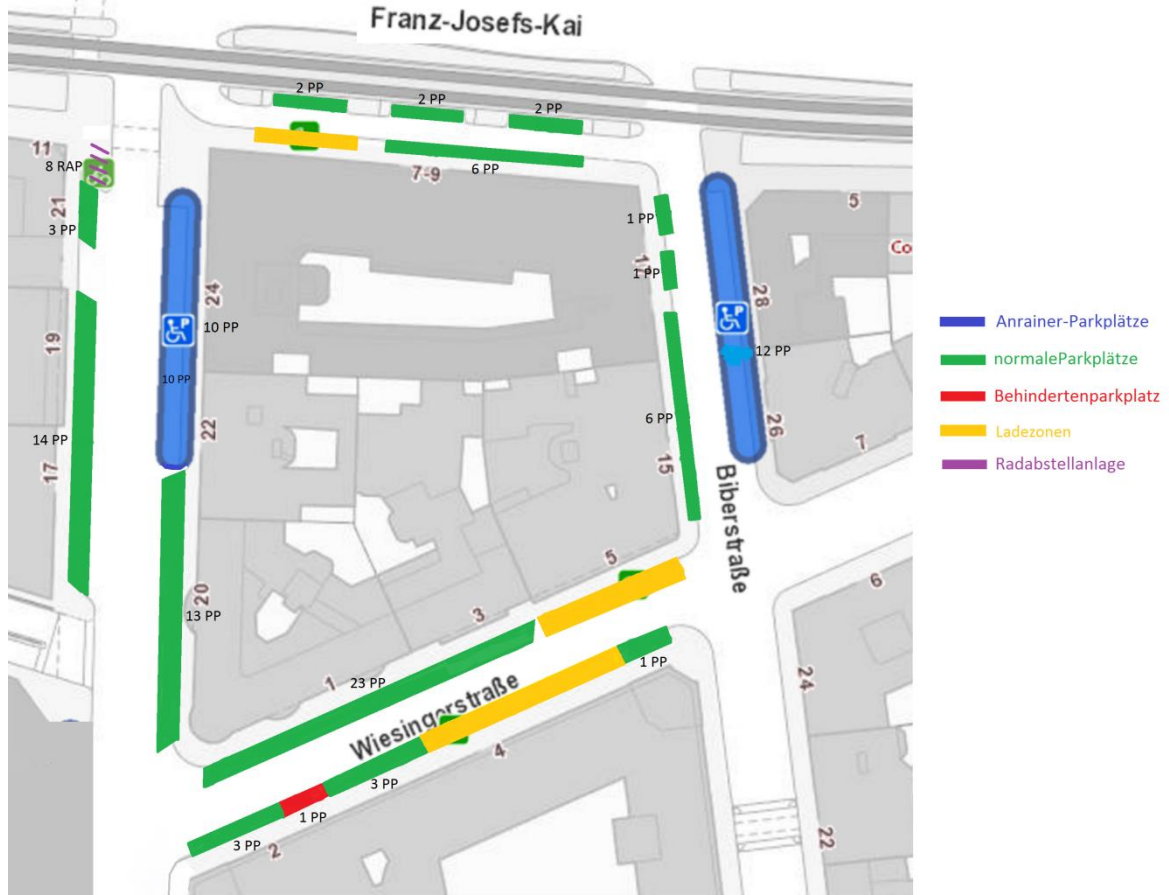 Franz-Josefs-Kai
2 PP
2 PP
2 PP
11
8 RAP
7-9
6 PP
5
21
3 PP
1 PP
1 PP
Co
24
28
10 PP
P
P
19
12 PP
10 PP
Anrainer-Parkplätze
normaleParkplätze
Behindertenparkplatz
Ladezonen
Radabstellanlage
14 PP
22
6 PP
26
7
17
15
Biberstraße
20
13 PP
5
6
3
1
23 PP
1 PP
24
Wiesingerstraße
4
3 PP
1 PP
3 PP
2
22